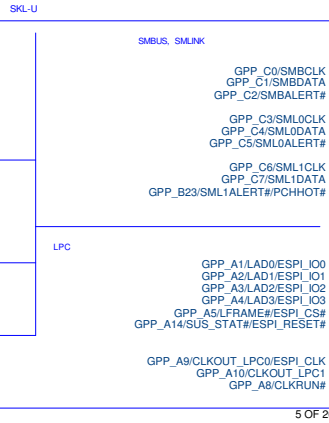 SKL-U
SMBUS, SMLINK
GPP_C0/SMBCLK
GPP_C1/SMBDATA
GPP_C2/SMBALERT#
GPP_C3/SML0CLK
GPP_C4/SML0DATA
GPP_C5/SML0ALERT#
GPP_C6/SML1CLK
GPP_C7/SML1DATA
GPP_B23/SML1ALERT#/PCHHOT#
LPC
GPP_A1/LAD0/ESPI_IO0
GPP_A2/LAD1/ESPI_IO1
GPP_A3/LAD2/ESPI_IO2
GPP_A4/LAD3/ESPI_IO3
GPP_A5/LFRAME#/ESPI_CS#
GPP_A14/SUS_STAT#/ESPI_RESET#
GPP_A9/CLKOUT_LPC0/ESPI_CLK
GPP_A10/CLKOUT_LPC1
GPP_A8/CLKRUN#
5 OF